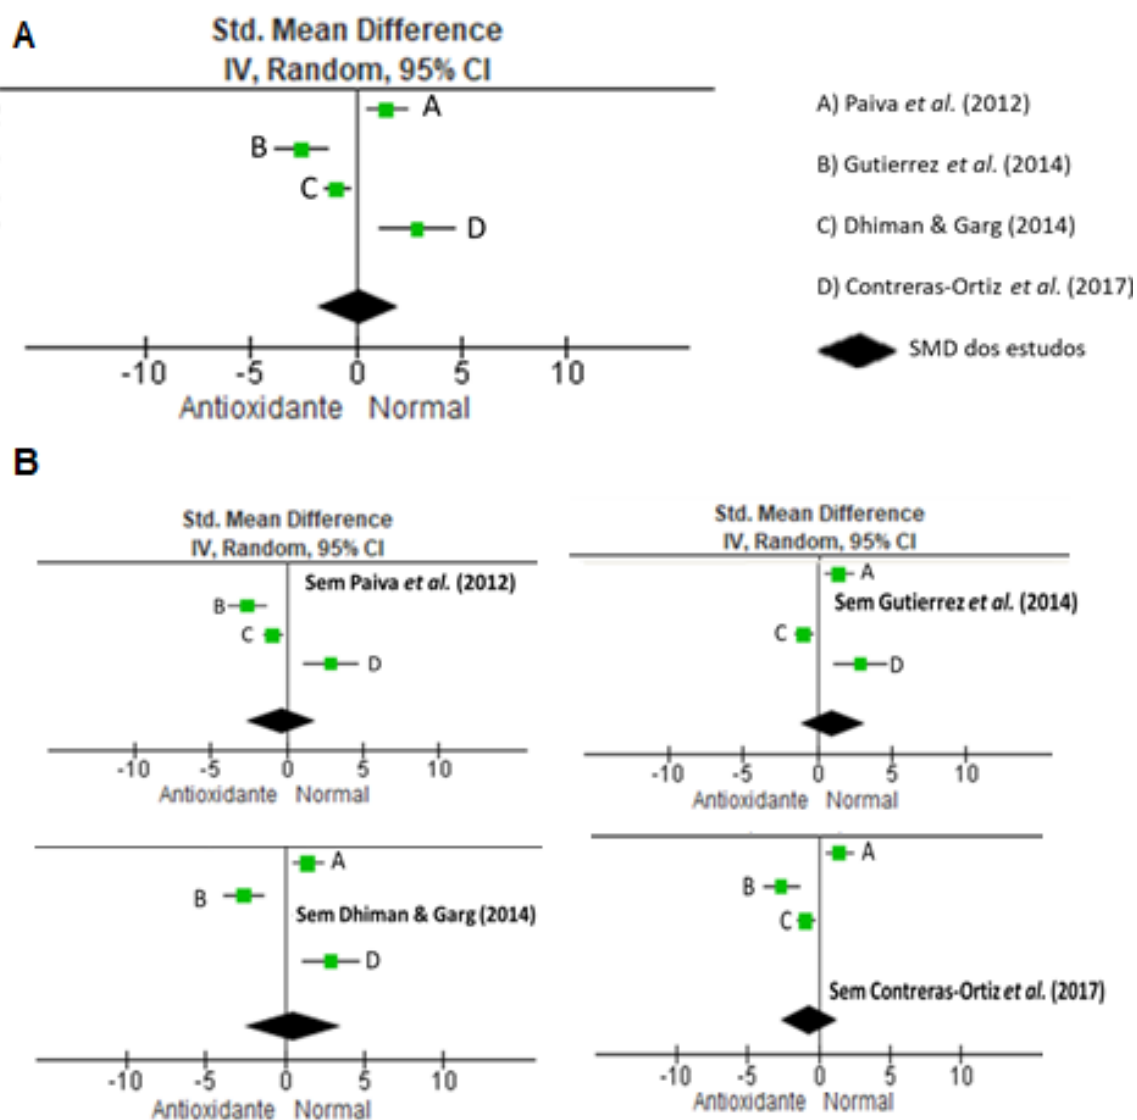 A
Std. Mean Difference
IV, Random, 95% CI
A
B
C
D
-10 -5 0 5 10
Antioxidante Normal
A) Paiva et al. (2012)
B) Gutierrez et al. (2014)
C) Dhiman & Garg (2014)
D) Contreras-Ortiz et al. (2017)
SMD dos estudos
B
Std. Mean Difference
IV, Random, 95% CI
Sem Paiva et al. (2012)
B
C
D
-10 -5 0 5 10
Antioxidante Normal
Std. Mean Difference
IV, Random, 95% CI
A
Sem Gutierrez et al. (2014)
C
D
-10 -5 0 5 10
Antioxidante Normal
A
B
Sem Dhiman & Garg (2014)
D
-10 -5 0 5 10
Antioxidante Normal
A
B
C
Sem Contreras-Ortiz et al. (2017)
-10 -5 0 5 10
Antioxidante Normal